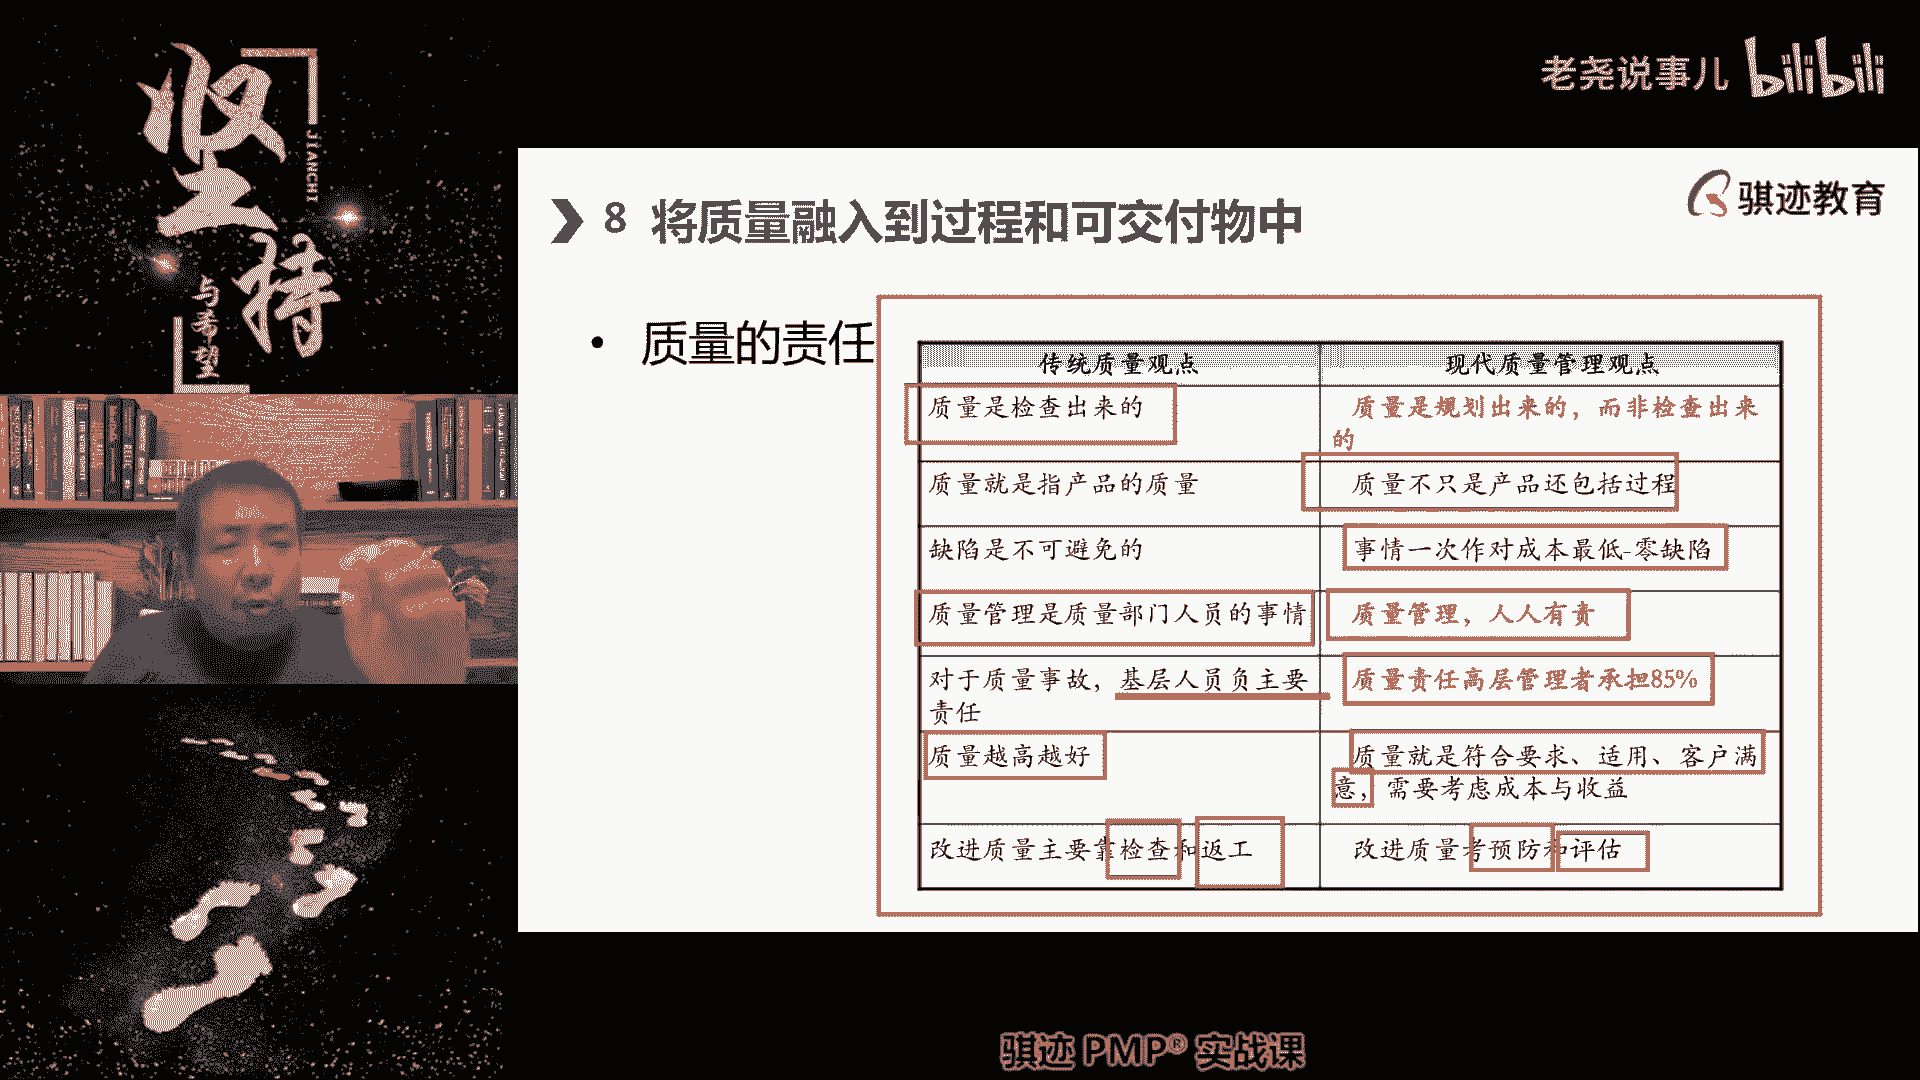 坚持
JIANCHI
与希望
老尧说事儿 bilibili
骐迹教育
8 将质量融入到过程和可交付物中
• 质量的责任
传统质量观点
现代质量管理观点
质量是检查出来的
质量是规划出来的，而非检查出来
的
质量就是指产品的质量
质量不只是产品还包括过程
缺陷是不可避免的
事情一次作对成本最低-零缺陷
质量管理是质量部门人员的事情
质量管理，人人有责
对于质量事故，基层人员负主要
责任
质量责任高层管理者承担85%
质量越高越好
质量就是符合要求、适用、客户满
意，需要考虑成本与收益
改进质量主要靠检查和返工
改进质量考预防和评估
骐迹 PMP® 实战课